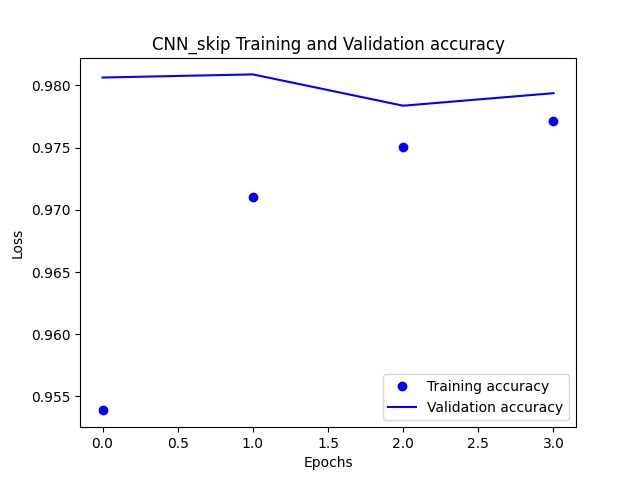 CNN_skip Training and Validation accuracy
0.980
0.975
0.970
0.965
0.960
0.955
Loss
0.0 0.5 1.0 1.5 2.0 2.5 3.0
Epochs
Training accuracy
Validation accuracy